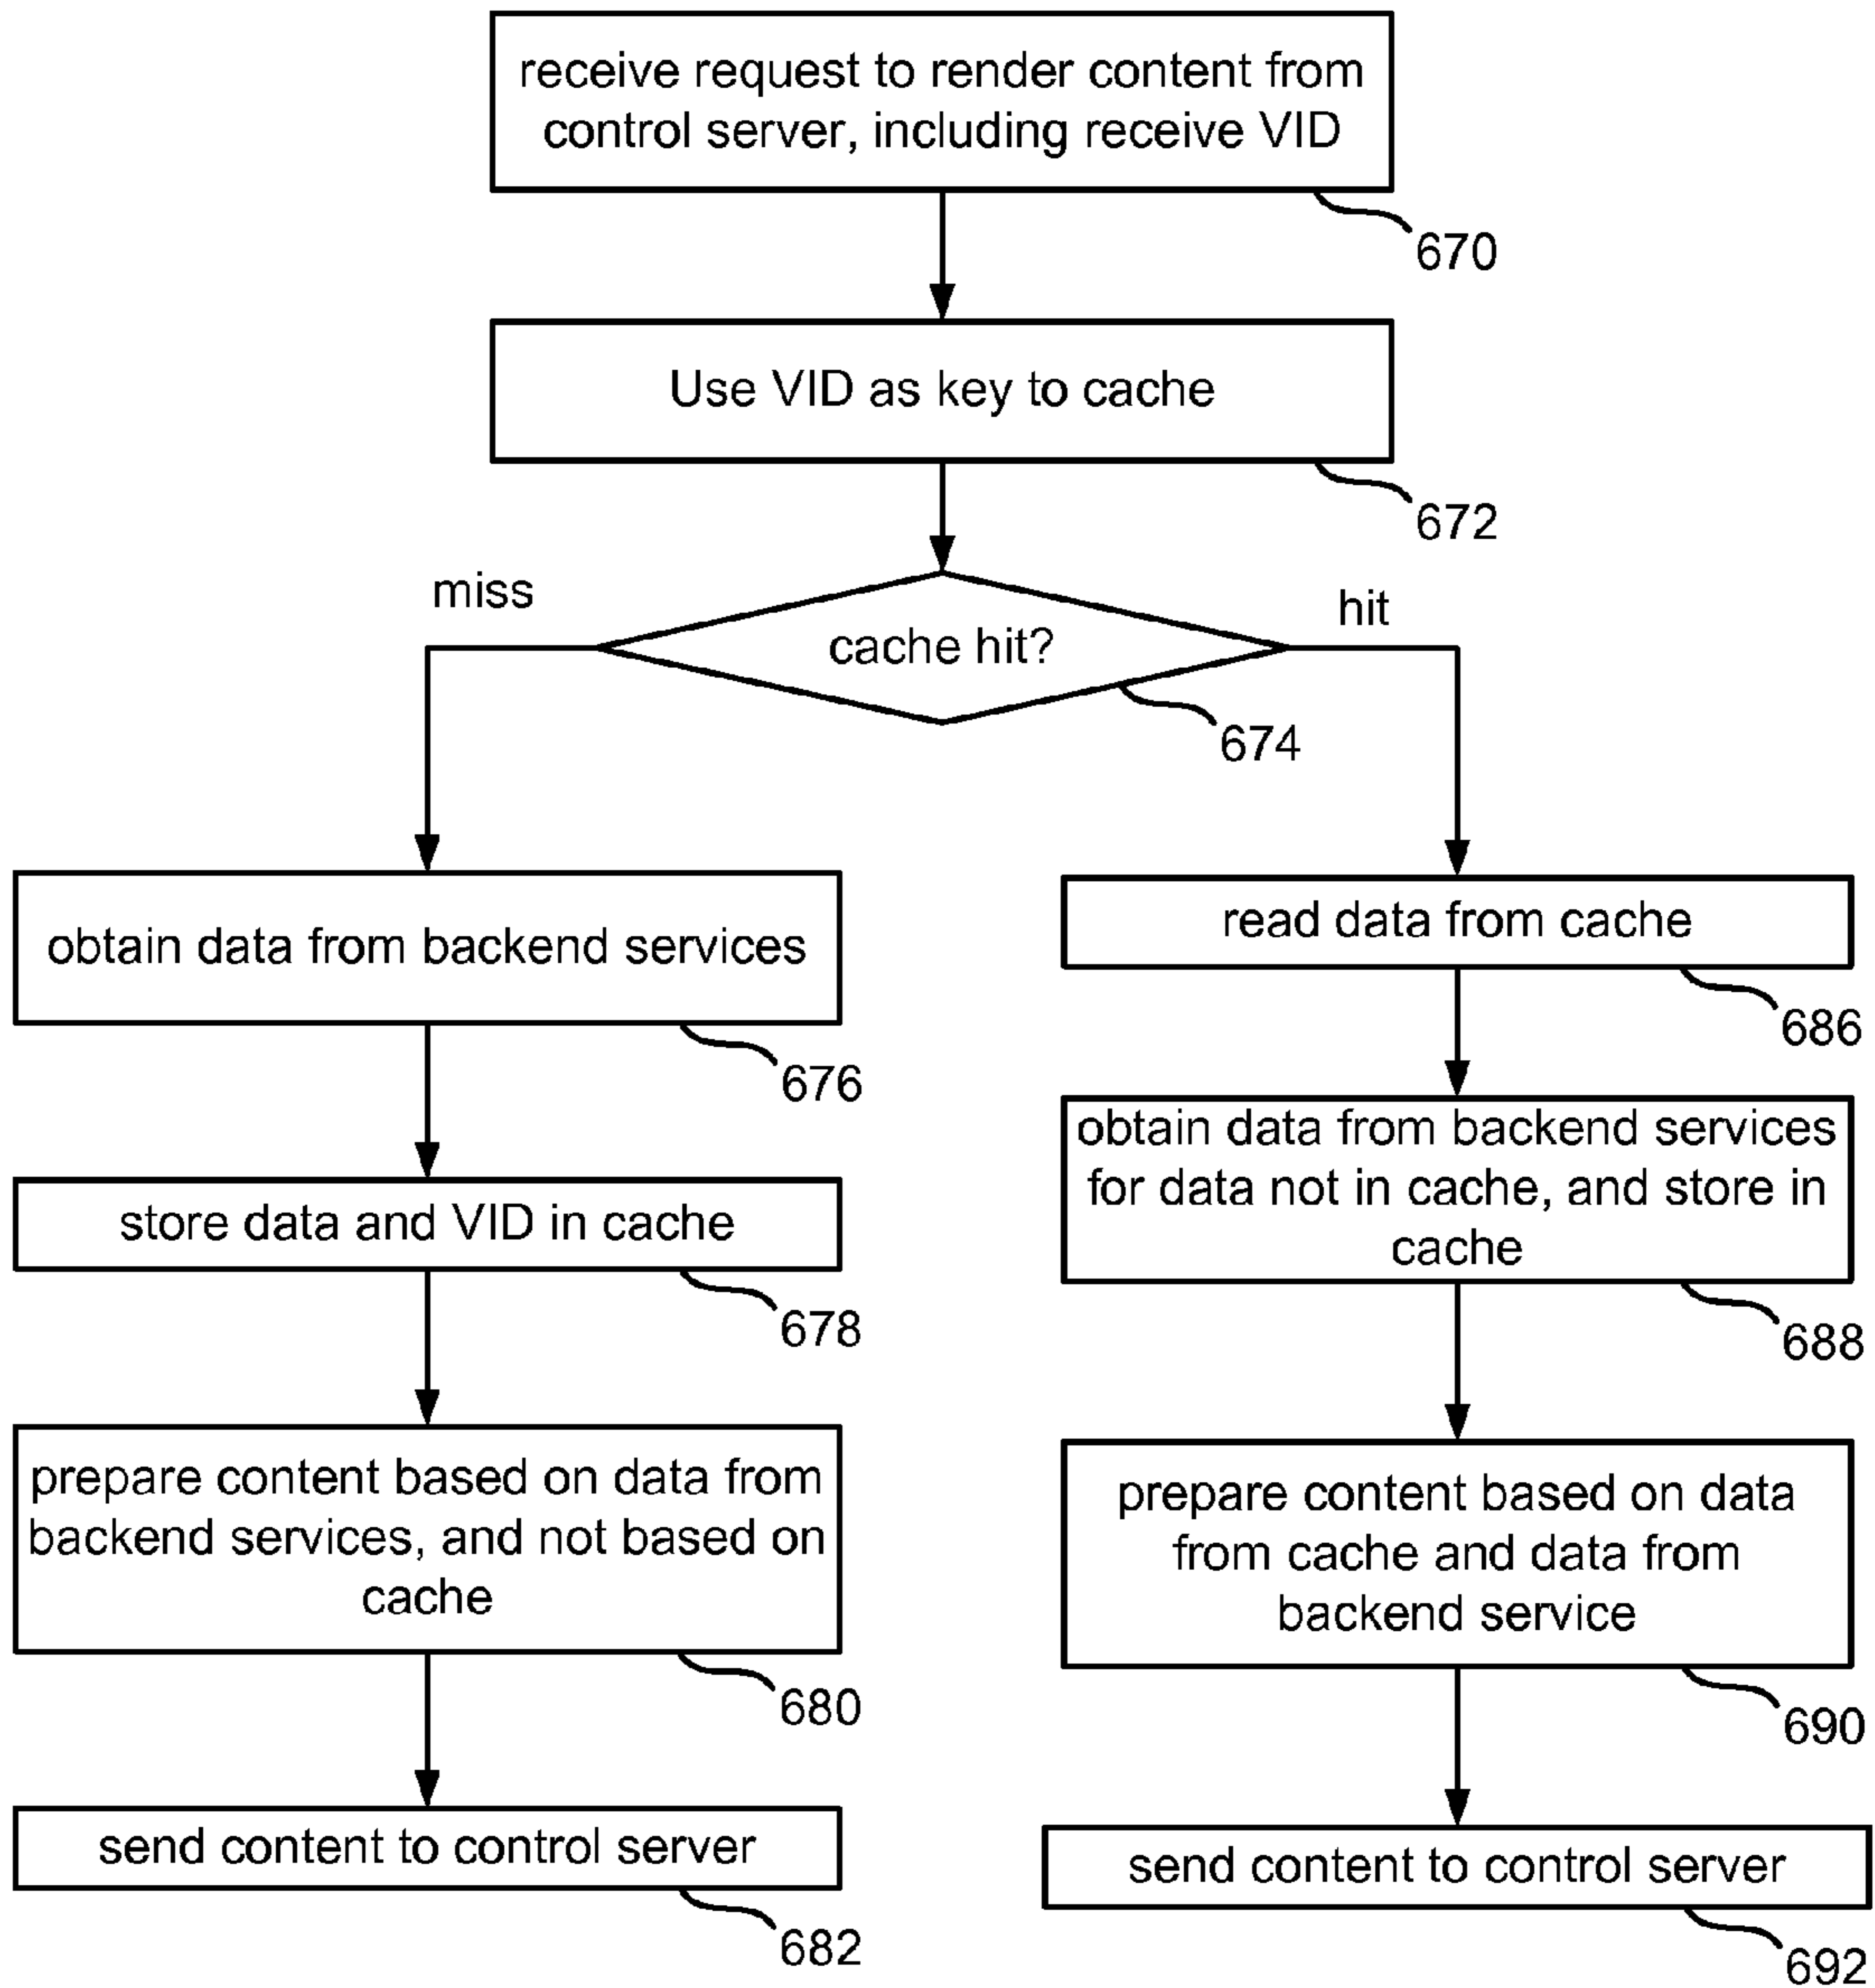 receive request to render content from
control server, including receive VID
670
Use VID as key to cache
672
miss
hit
cache hit?
674
obtain data from backend services
676
store data and VID in cache
678
prepare content based on data from
backend services, and not based on
cache
680
send content to control server
682
read data from cache
686
obtain data from backend services
for data not in cache, and store in
cache
688
prepare content based on data
from cache and data from
backend service
690
send content to control server
692